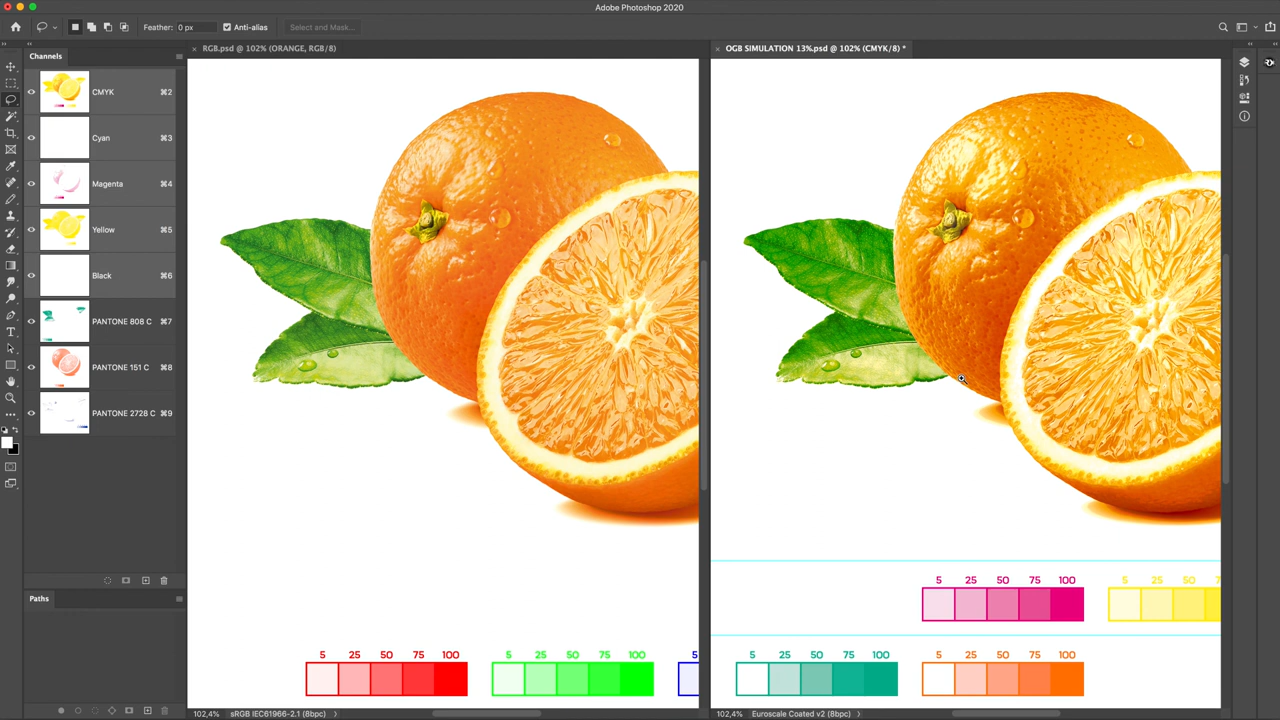 Adobe Photoshop 2020
Feather: 0 px Anti-alias Select and Mask...
Channels
RGB.psd @ 102% (ORANGE, RGB/8)
OGB SIMULATION 13%.psd @ 102% (CMYK/8) *
CMYK ⌘2
Cyan ⌘3
Magenta ⌘4
Yellow ⌘5
Black ⌘6
PANTONE 808 C ⌘7
PANTONE 151 C ⌘8
PANTONE 2728 C ⌘9
Paths
5 25 50 75 100
5 25 50
5 25 50 75 100
5 25 50 75 100
5
5 25 50 75 100
5 25 50 75 100
102,4% sRGB IEC61966-2.1 (8bpc)
102,4% Euroscale Coated v2 (8bpc)